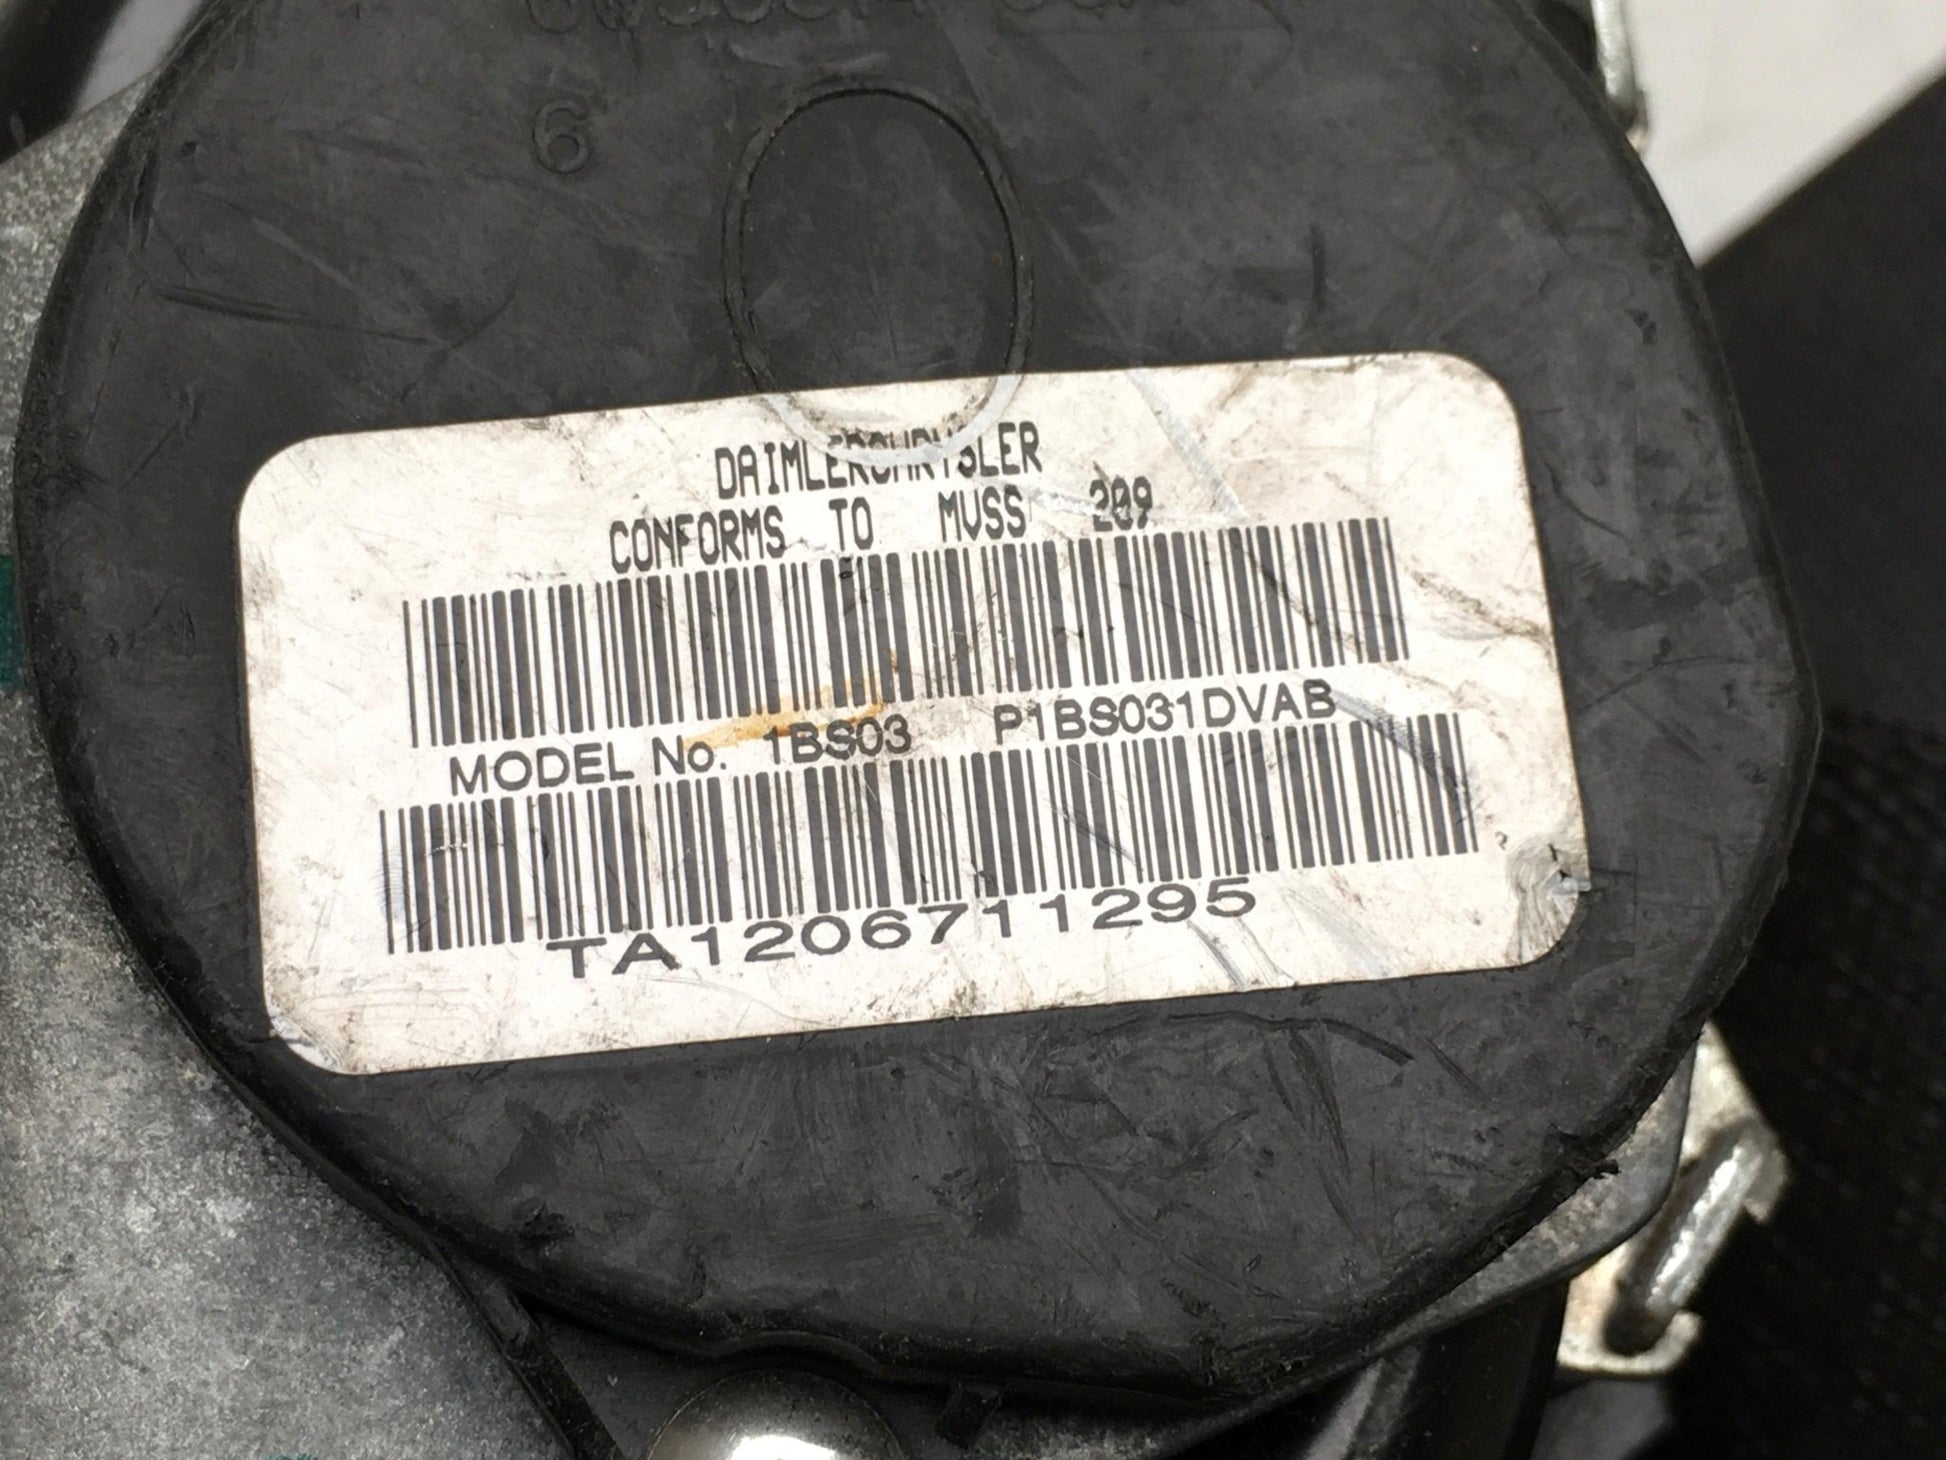 6
DAIMLERCHRYSLER
CONFORMS TO MVSS 209
MODEL No. 1BS03 P1BS031DVAB
TA1206711295